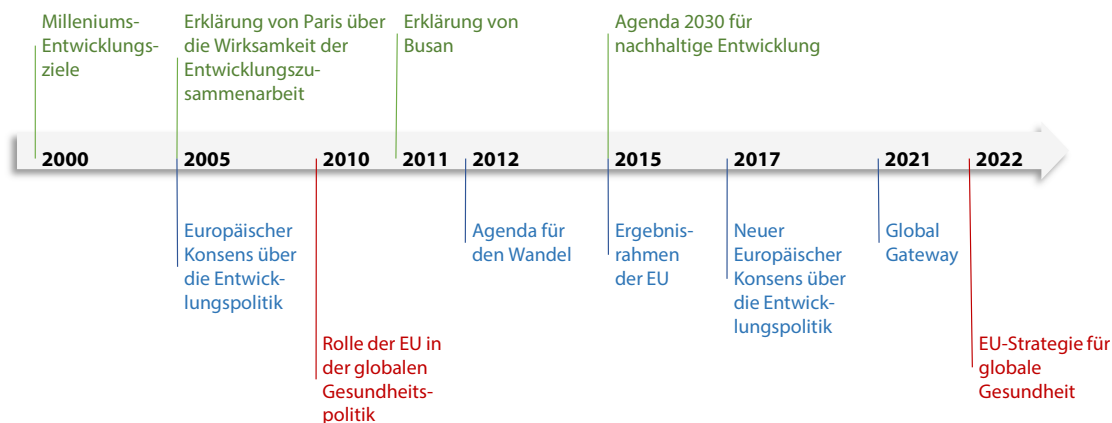 Milleniums-
Entwicklungs-
ziele
Erklärung von Paris über
die Wirksamkeit der
Entwicklungszu-
sammenarbeit
Erklärung von
Busan
Agenda 2030 für
nachhaltige Entwicklung
2000
2005
2010
2011
2012
2015
2017
2021
2022
Europäischer
Konsens über
die Entwick-
lungspolitik
Agenda für
den Wandel
Ergebnis-
rahmen
der EU
Neuer
Europäischer
Konsens über
die Entwick-
lungspolitik
Global
Gateway
Rolle der EU in
der globalen
Gesundheits-
politik
EU-Strategie für
globale
Gesundheit